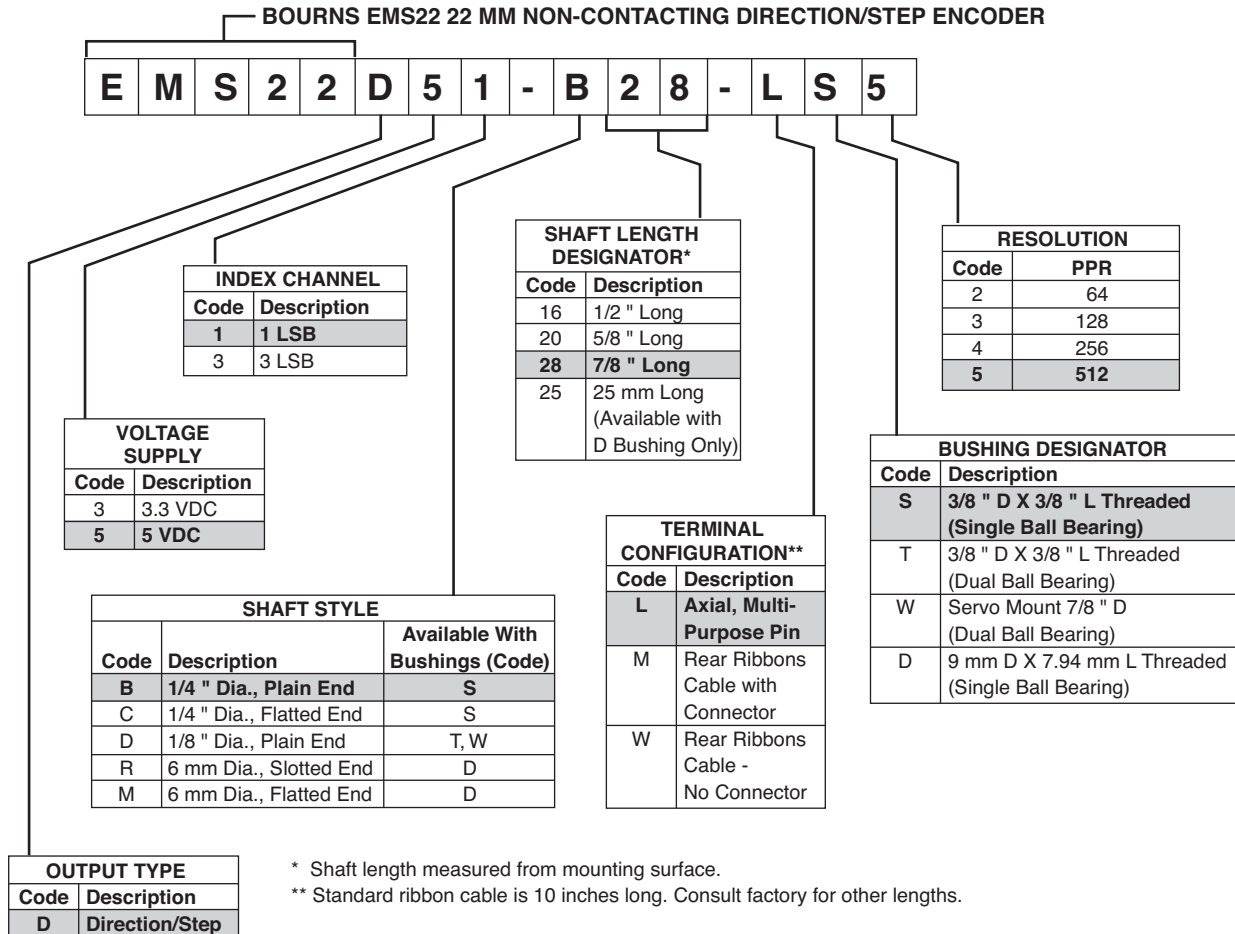 BOURNS EMS22 22 MM NON-CONTACTING DIRECTION/STEP ENCODER
E M S 2 2 D 5 1 - B 2 8 - L S 5
SHAFT LENGTH
DESIGNATOR*
Code Description
16 1/2 " Long
20 5/8 " Long
28 7/8 " Long
25 25 mm Long
(Available with
D Bushing Only)
RESOLUTION
Code PPR
2 64
3 128
4 256
5 512
INDEX CHANNEL
Code Description
1 1 LSB
3 3 LSB
VOLTAGE
SUPPLY
Code Description
3 3.3 VDC
5 5 VDC
BUSHING DESIGNATOR
Code Description
S 3/8 " D X 3/8 " L Threaded
(Single Ball Bearing)
T 3/8 " D X 3/8 " L Threaded
(Dual Ball Bearing)
W Servo Mount 7/8 " D
(Dual Ball Bearing)
D 9 mm D X 7.94 mm L Threaded
(Single Ball Bearing)
TERMINAL
CONFIGURATION**
Code Description
L Axial, Multi-
Purpose Pin
M Rear Ribbons
Cable with
Connector
W Rear Ribbons
Cable -
No Connector
SHAFT STYLE
Available With
Code Description Bushings (Code)
B 1/4 " Dia., Plain End S
C 1/4 " Dia., Flatted End S
D 1/8 " Dia., Plain End T, W
R 6 mm Dia., Slotted End D
M 6 mm Dia., Flatted End D
OUTPUT TYPE
Code Description
D Direction/Step
* Shaft length measured from mounting surface.
** Standard ribbon cable is 10 inches long. Consult factory for other lengths.